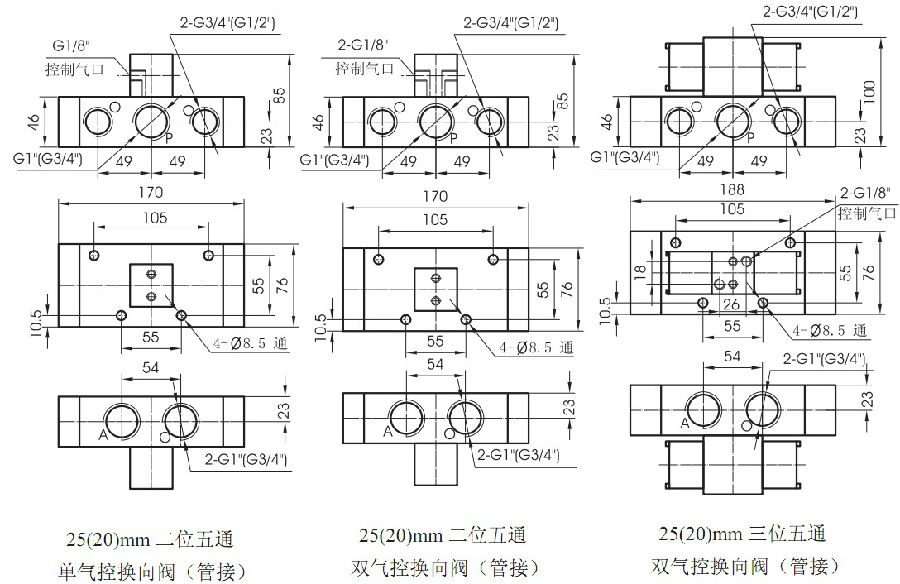 2-G3/4"(G1/2")
G1/8"
控制气口
85
46
23
O
O
P
G1"(G3/4")
49
49
170
105
55
76
10.5
55
4-Ø8.5 通
54
23
A
O
2-G1"(G3/4")
25(20)mm 二位五通
单气控换向阀（管接）
2-G3/4"(G1/2")
2-G1/8"
控制气口
85
46
23
O
O
P
G1"(G3/4")
49
49
170
105
55
76
10.5
55
4-Ø8.5 通
54
23
A
O
2-G1"(G3/4")
25(20)mm 二位五通
双气控换向阀（管接）
2-G3/4"(G1/2")
100
46
23
O
O
P
G1"(G3/4")
49
49
188
105
2-G1/8"
控制气口
18
55
76
10.5
26
55
4-Ø8.5 通
54
2-G1"(G3/4")
23
A
O
25(20)mm 三位五通
双气控换向阀（管接）